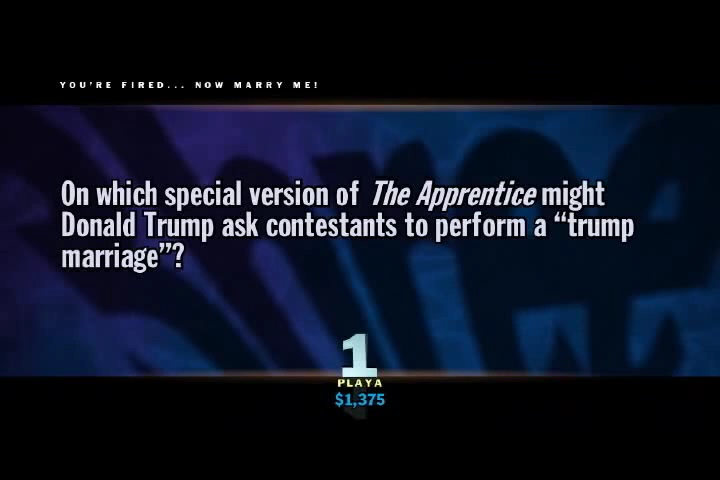 YOU'RE FIRED... NOW MARRY ME!
On which special version of The Apprentice might
Donald Trump ask contestants to perform a “trump
marriage”?
1
PLAYA
$1,375